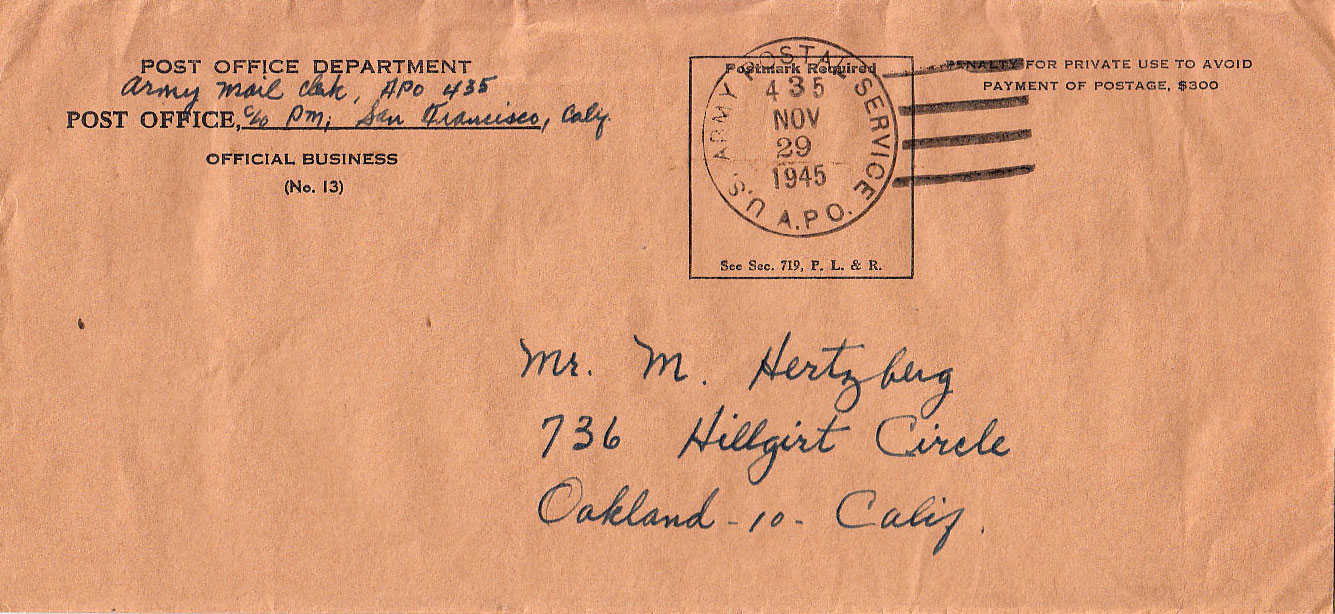 POST OFFICE DEPARTMENT
Army Mail Clerk, APO 435
POST OFFICE, c/o PM, San Francisco, Calif.
OFFICIAL BUSINESS
(No. 13)
Postmark Required
U.S. ARMY POSTAL SERVICE
435
NOV
29
1945
A.P.O.
See Sec. 719, P. L. & R.
PENALTY FOR PRIVATE USE TO AVOID
PAYMENT OF POSTAGE, $300
Mr. M. Hertzberg
736 Hillgirt Circle
Oakland - 10 - Calif.